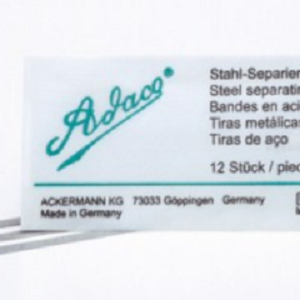 Adaco®
Stahl-Separier
Steel separatin
Bandes en aci
Tiras metálicas
Tiras de aço
12 Stück / piec
ACKERMANN KG 73033 Göppingen Germany
Made in Germany